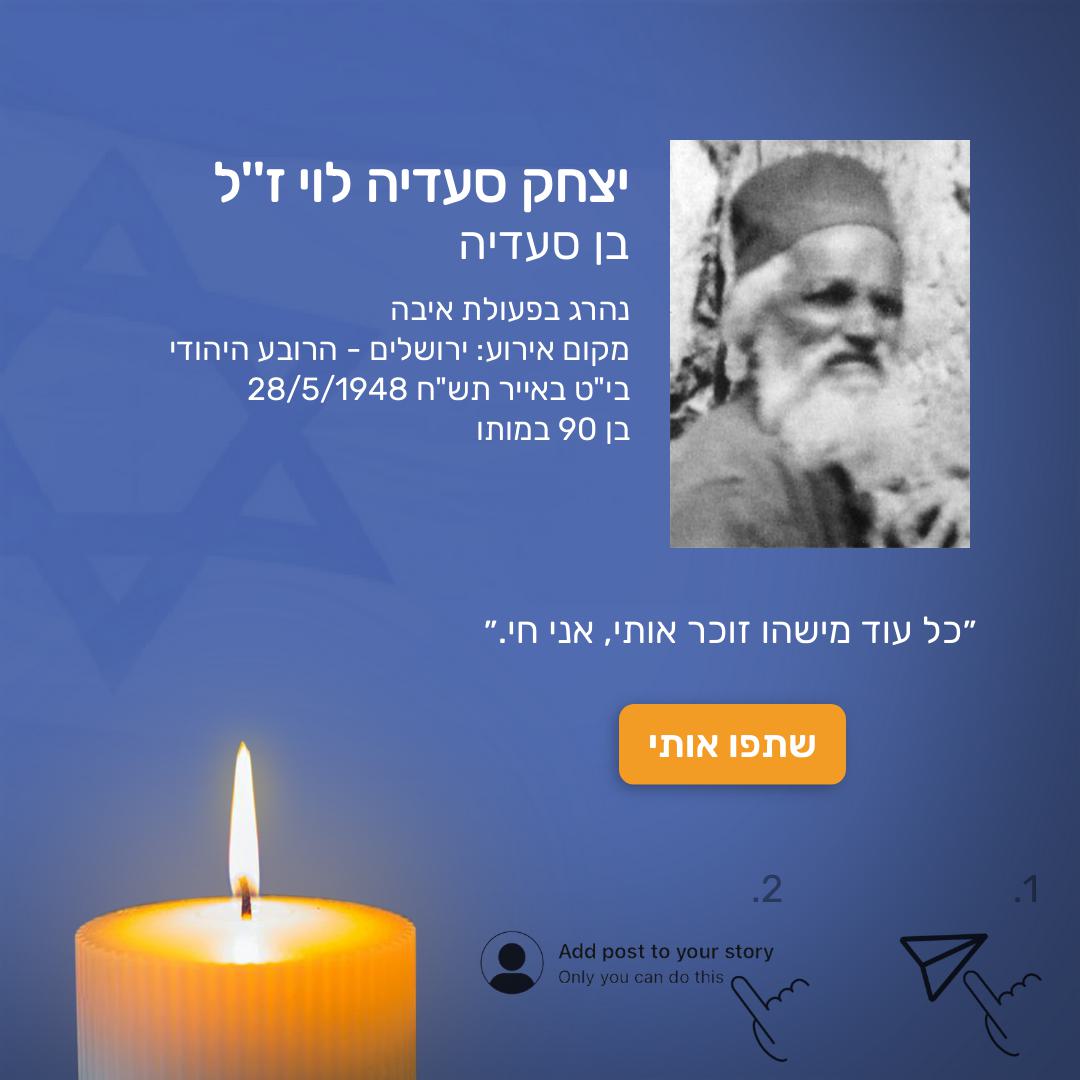 יצחק סעדיה לוי ז"ל
בן סעדיה
נהרג בפעולת איבה
מקום אירוע: ירושלים - הרובע היהודי
בי"ט באייר תש"ח 28/5/1948
בן 90 במותו
״כל עוד מישהו זוכר אותי, אני חי.״
שתפו אותי
1.
2.
Add post to your story
Only you can do this